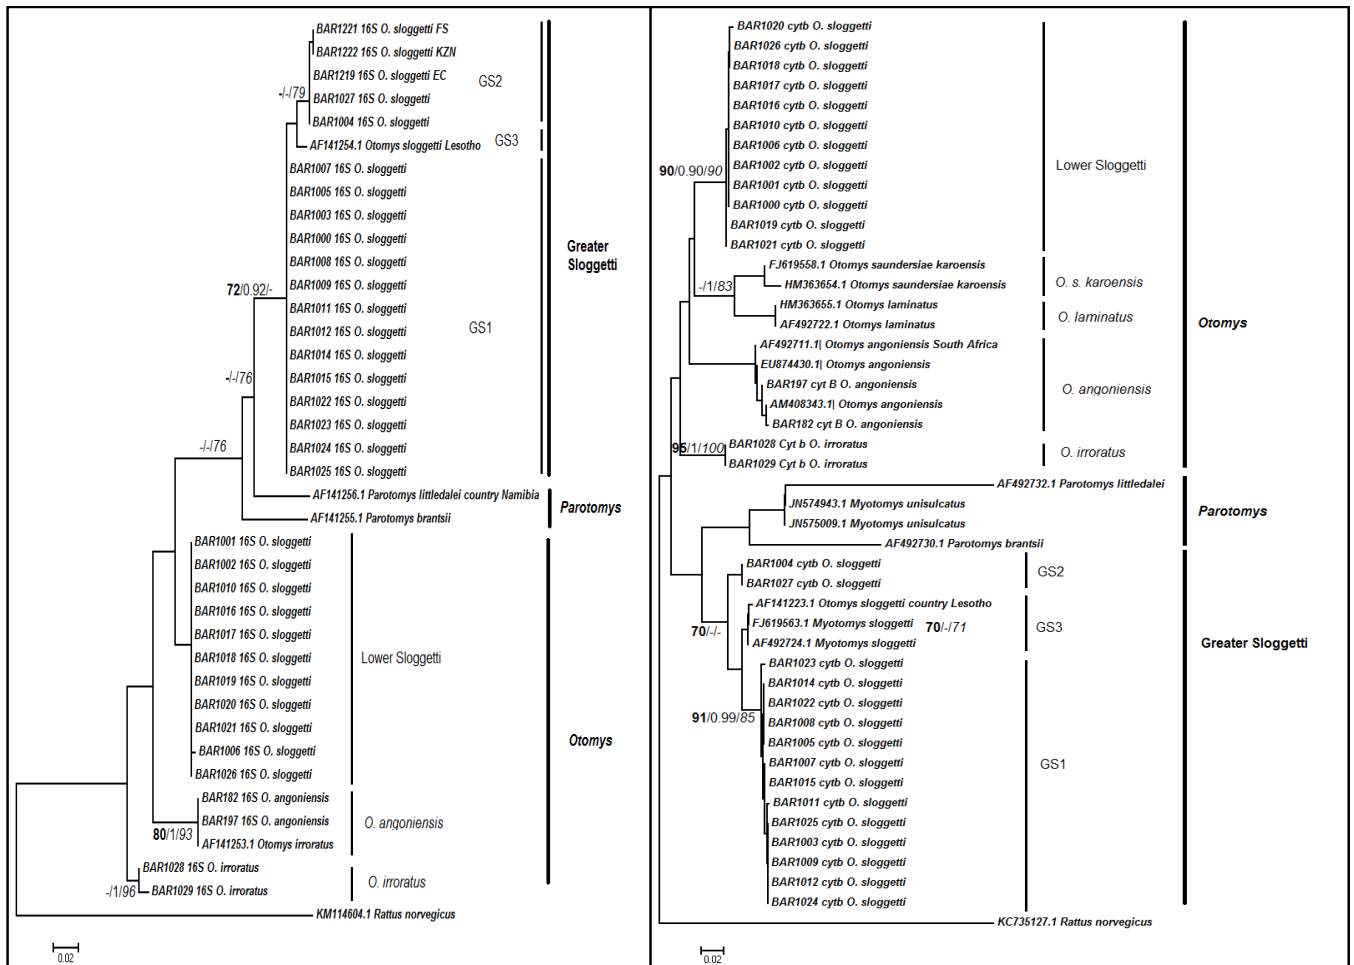 BAR1221 16S O. sloggetti FS
BAR1222 16S O. sloggetti KZN
BAR1219 16S O. sloggetti EC
GS2
-/-/79
BAR1027 16S O. sloggetti
BAR1004 16S O. sloggetti
AF141254.1 Otomys sloggetti Lesotho
GS3
BAR1007 16S O. sloggetti
BAR1005 16S O. sloggetti
BAR1003 16S O. sloggetti
BAR1000 16S O. sloggetti
Greater
Sloggetti
BAR1008 16S O. sloggetti
72/0.92/-
BAR1009 16S O. sloggetti
BAR1011 16S O. sloggetti
GS1
BAR1012 16S O. sloggetti
BAR1014 16S O. sloggetti
-/-/76
BAR1015 16S O. sloggetti
BAR1022 16S O. sloggetti
BAR1023 16S O. sloggetti
-/-/76
BAR1024 16S O. sloggetti
BAR1025 16S O. sloggetti
AF141256.1 Parotomys littledalei country Namibia
Parotomys
AF141255.1 Parotomys brantsii
BAR1001 16S O. sloggetti
BAR1002 16S O. sloggetti
BAR1010 16S O. sloggetti
BAR1016 16S O. sloggetti
BAR1017 16S O. sloggetti
BAR1018 16S O. sloggetti
Lower Sloggetti
BAR1019 16S O. sloggetti
BAR1020 16S O. sloggetti
BAR1021 16S O. sloggetti
Otomys
BAR1006 16S O. sloggetti
BAR1026 16S O. sloggetti
BAR182 16S O. angoniensis
BAR197 16S O. angoniensis
O. angoniensis
80/1/93
AF141253.1 Otomys irroratus
BAR1028 16S O. irroratus
O. irroratus
-/1/96
BAR1029 16S O. irroratus
KM114604.1 Rattus norvegicus
0.02
BAR1020 cytb O. sloggetti
BAR1026 cytb O. sloggetti
BAR1018 cytb O. sloggetti
BAR1017 cytb O. sloggetti
BAR1016 cytb O. sloggetti
BAR1010 cytb O. sloggetti
BAR1006 cytb O. sloggetti
BAR1002 cytb O. sloggetti
Lower Sloggetti
90/0.90/90
BAR1001 cytb O. sloggetti
BAR1000 cytb O. sloggetti
BAR1019 cytb O. sloggetti
BAR1021 cytb O. sloggetti
FJ619558.1 Otomys saundersiae karoensis
O. s. karoensis
-/1/83
HM363654.1 Otomys saundersiae karoensis
HM363655.1 Otomys laminatus
O. laminatus
AF492722.1 Otomys laminatus
Otomys
AF492711.1| Otomys angoniensis South Africa
EU874430.1| Otomys angoniensis
BAR197 cyt B O. angoniensis
O. angoniensis
AM408343.1| Otomys angoniensis
BAR182 cyt B O. angoniensis
95/1/100
BAR1028 Cyt b O. irroratus
O. irroratus
BAR1029 Cyt b O. irroratus
AF492732.1 Parotomys littledalei
JN574943.1 Myotomys unisulcatus
Parotomys
JN575009.1 Myotomys unisulcatus
AF492730.1 Parotomys brantsii
BAR1004 cytb O. sloggetti
GS2
BAR1027 cytb O. sloggetti
AF141223.1 Otomys sloggetti country Lesotho
FJ619563.1 Myotomys sloggetti
70/-/71
GS3
70/-/-
AF492724.1 Myotomys sloggetti
Greater Sloggetti
BAR1023 cytb O. sloggetti
BAR1014 cytb O. sloggetti
BAR1022 cytb O. sloggetti
91/0.99/85
BAR1008 cytb O. sloggetti
BAR1005 cytb O. sloggetti
BAR1007 cytb O. sloggetti
GS1
BAR1015 cytb O. sloggetti
BAR1011 cytb O. sloggetti
BAR1025 cytb O. sloggetti
BAR1003 cytb O. sloggetti
BAR1009 cytb O. sloggetti
BAR1012 cytb O. sloggetti
BAR1024 cytb O. sloggetti
KC735127.1 Rattus norvegicus
0.02